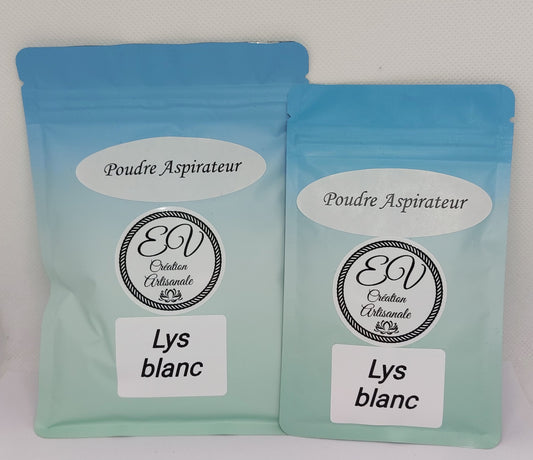 Poudre Aspirateur
EV
Création
Artisanale
Lys
blanc
Poudre Aspirateur
EV
Création
Artisanale
Lys
blanc